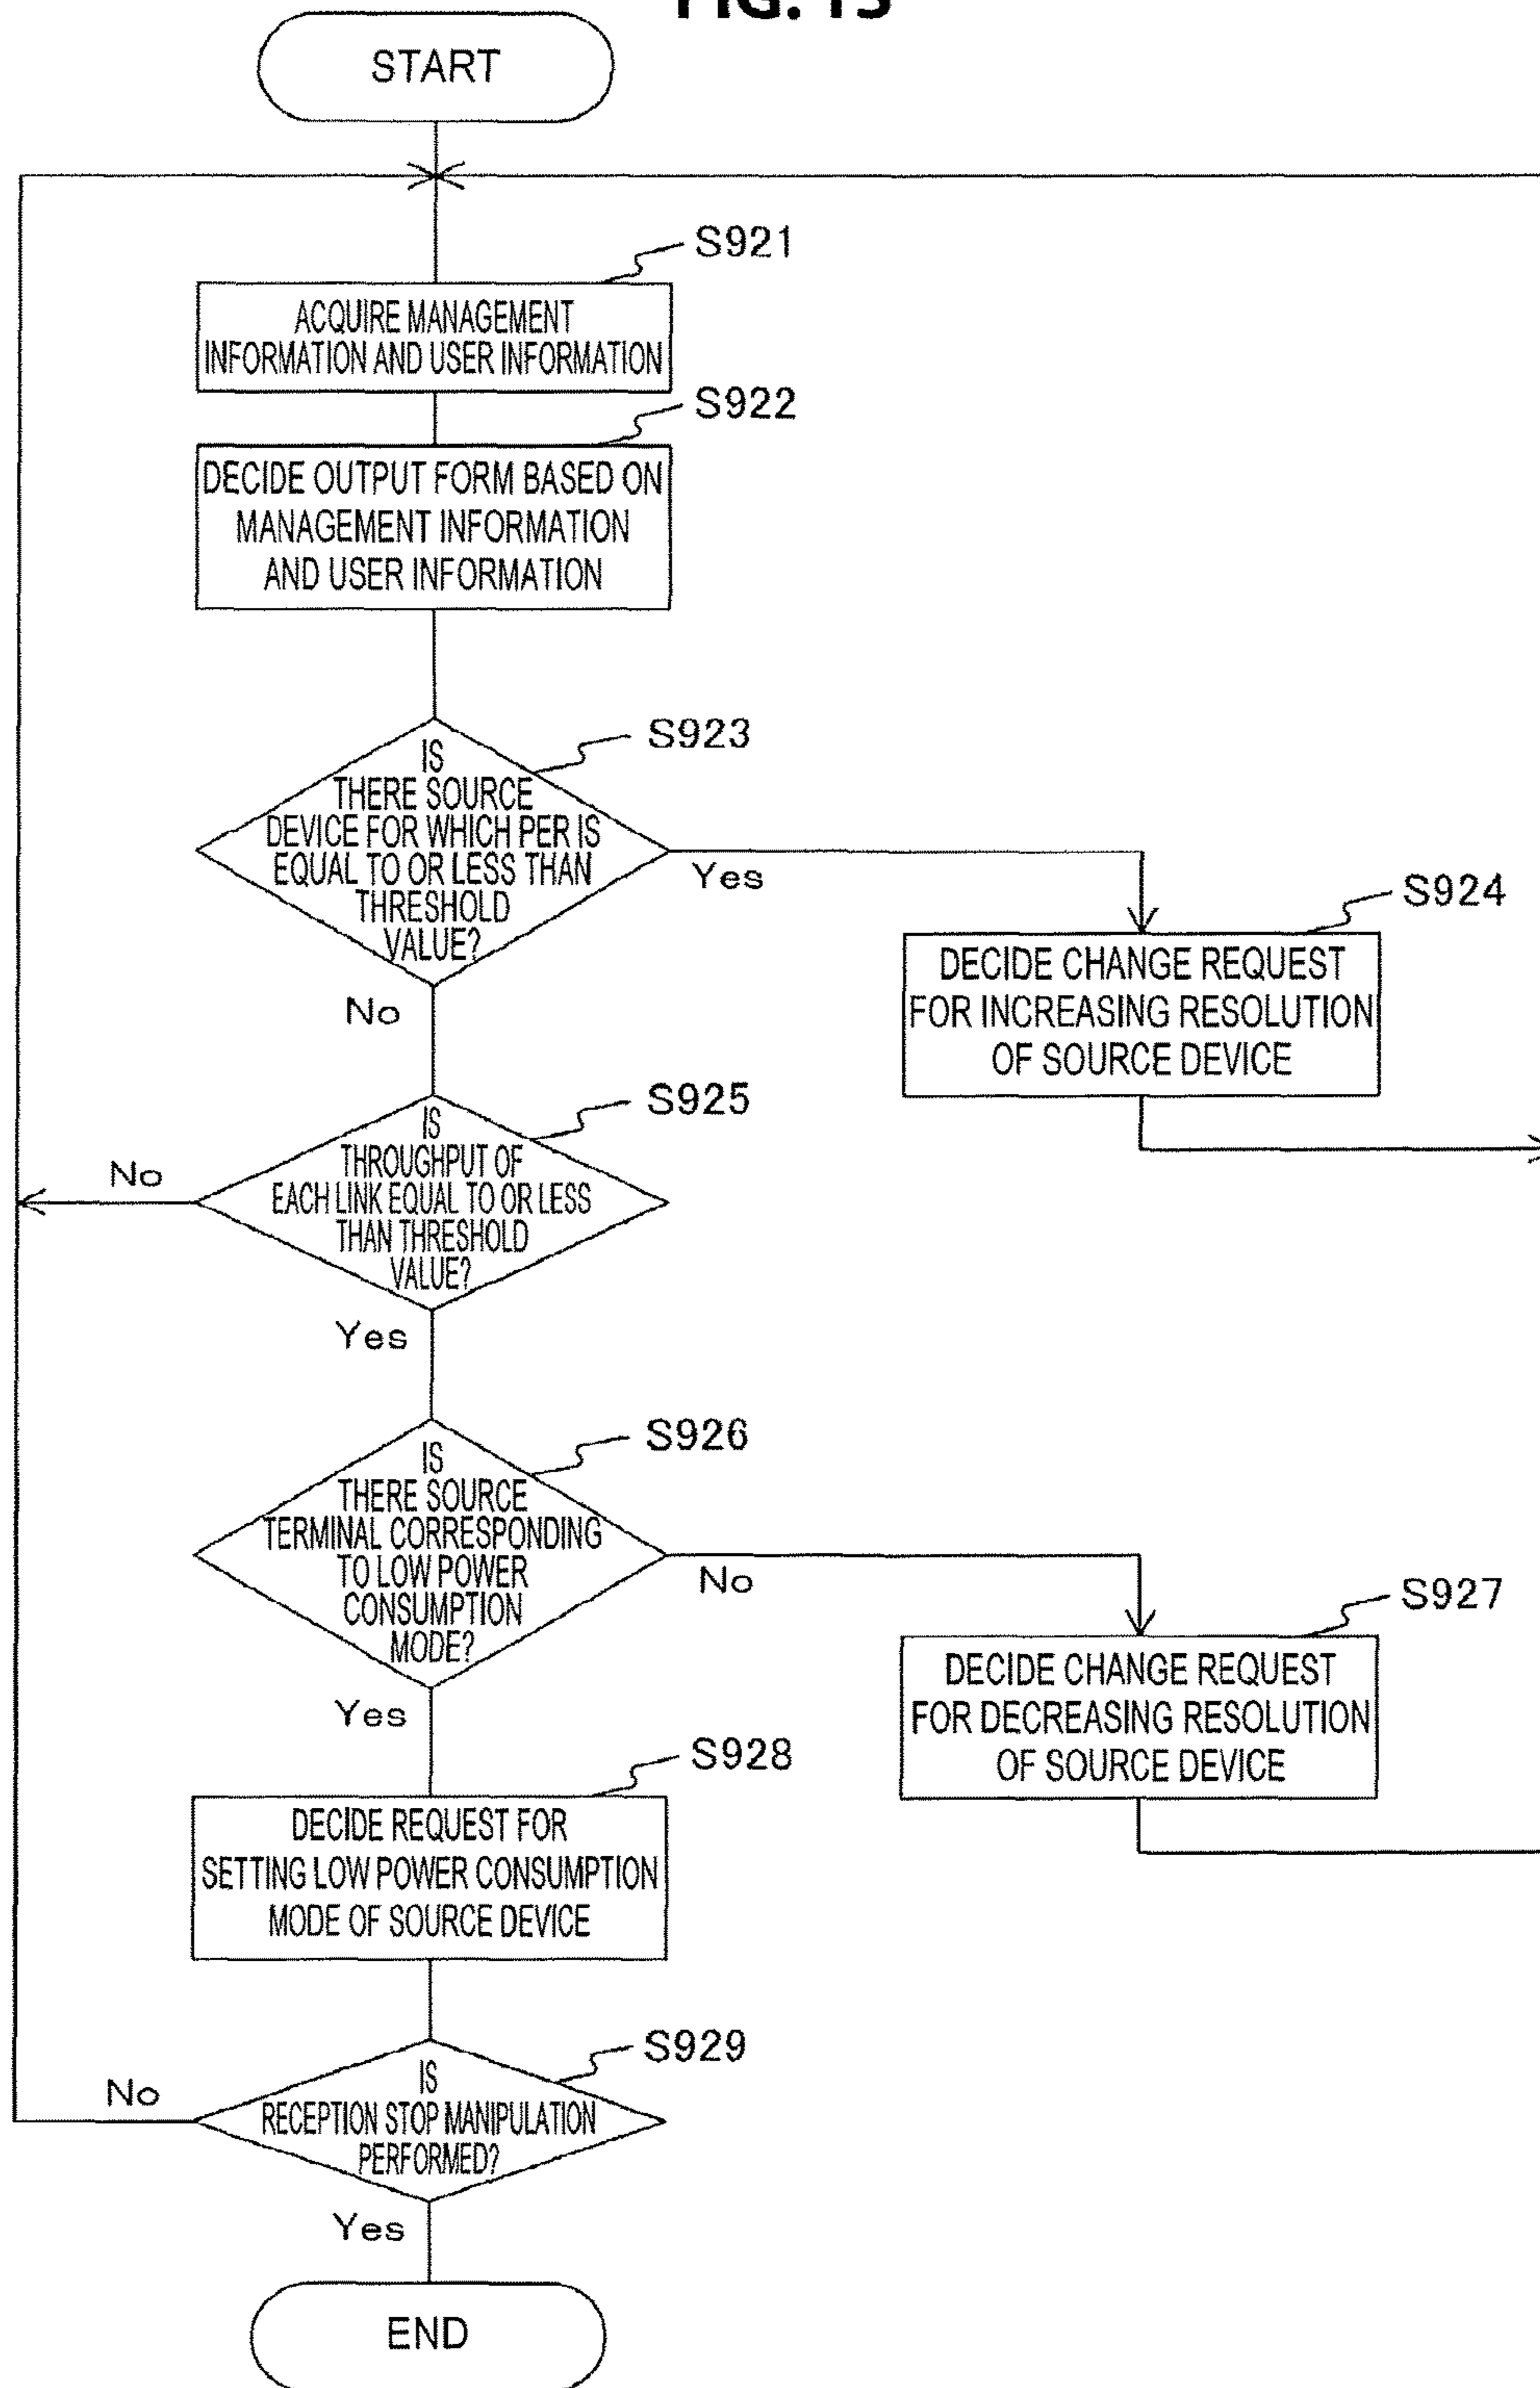 START
S921
ACQUIRE MANAGEMENT
INFORMATION AND USER INFORMATION
S922
DECIDE OUTPUT FORM BASED ON
MANAGEMENT INFORMATION
AND USER INFORMATION
S923
IS
THERE SOURCE
DEVICE FOR WHICH PER IS
EQUAL TO OR LESS THAN
THRESHOLD
VALUE?
Yes
No
S924
DECIDE CHANGE REQUEST
FOR INCREASING RESOLUTION
OF SOURCE DEVICE
S925
IS
THROUGHPUT OF
EACH LINK EQUAL TO OR LESS
THAN THRESHOLD
VALUE?
No
Yes
S926
IS
THERE SOURCE
TERMINAL CORRESPONDING
TO LOW POWER
CONSUMPTION
MODE?
No
Yes
S927
DECIDE CHANGE REQUEST
FOR DECREASING RESOLUTION
OF SOURCE DEVICE
S928
DECIDE REQUEST FOR
SETTING LOW POWER CONSUMPTION
MODE OF SOURCE DEVICE
S929
IS
RECEPTION STOP MANIPULATION
PERFORMED?
No
Yes
END